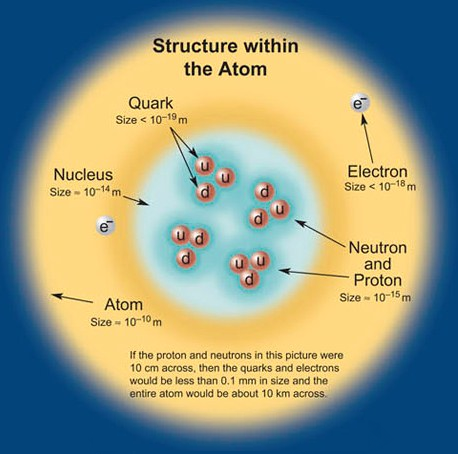 Structure within
the Atom
Quark
Size < 10⁻¹⁹ m
e⁻
Nucleus
Size ≈ 10⁻¹⁴ m
Electron
Size < 10⁻¹⁸ m
u
u
d
d
u
d
e⁻
u d
d
Neutron
and
Proton
Size ≈ 10⁻¹⁵ m
u u
d
Atom
Size ≈ 10⁻¹⁰ m
If the proton and neutrons in this picture were
10 cm across, then the quarks and electrons
would be less than 0.1 mm in size and the
entire atom would be about 10 km across.